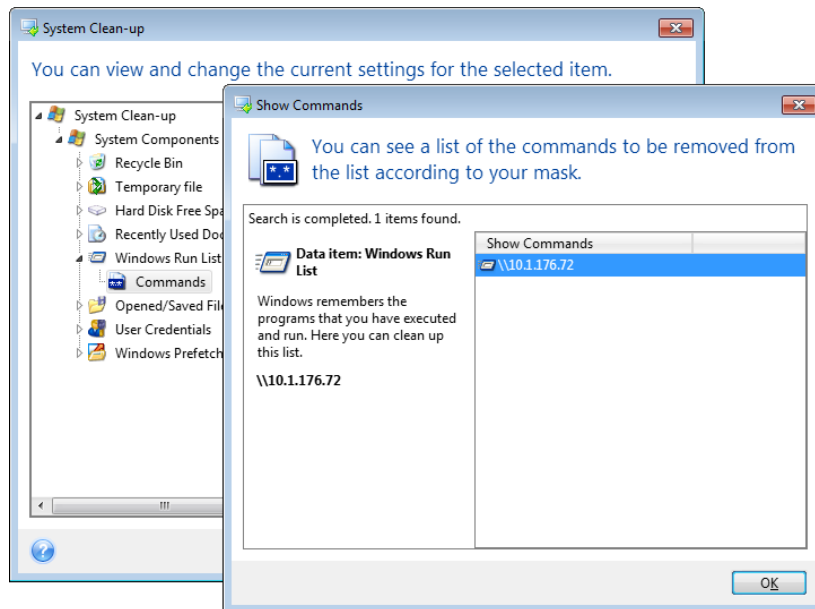 System Clean-up
You can view and change the current settings for the selected item.
System Clean-up
System Components
Recycle Bin
Temporary file
Hard Disk Free Spa
Recently Used Doc
Windows Run List
Commands
Opened/Saved File
User Credentials
Windows Prefetch
Show Commands
You can see a list of the commands to be removed from
the list according to your mask.
*.*
Search is completed. 1 items found.
Data item: Windows Run
List
Windows remembers the
programs that you have executed
and run. Here you can clean up
this list.
\\10.1.176.72
Show Commands
\\10.1.176.72
OK